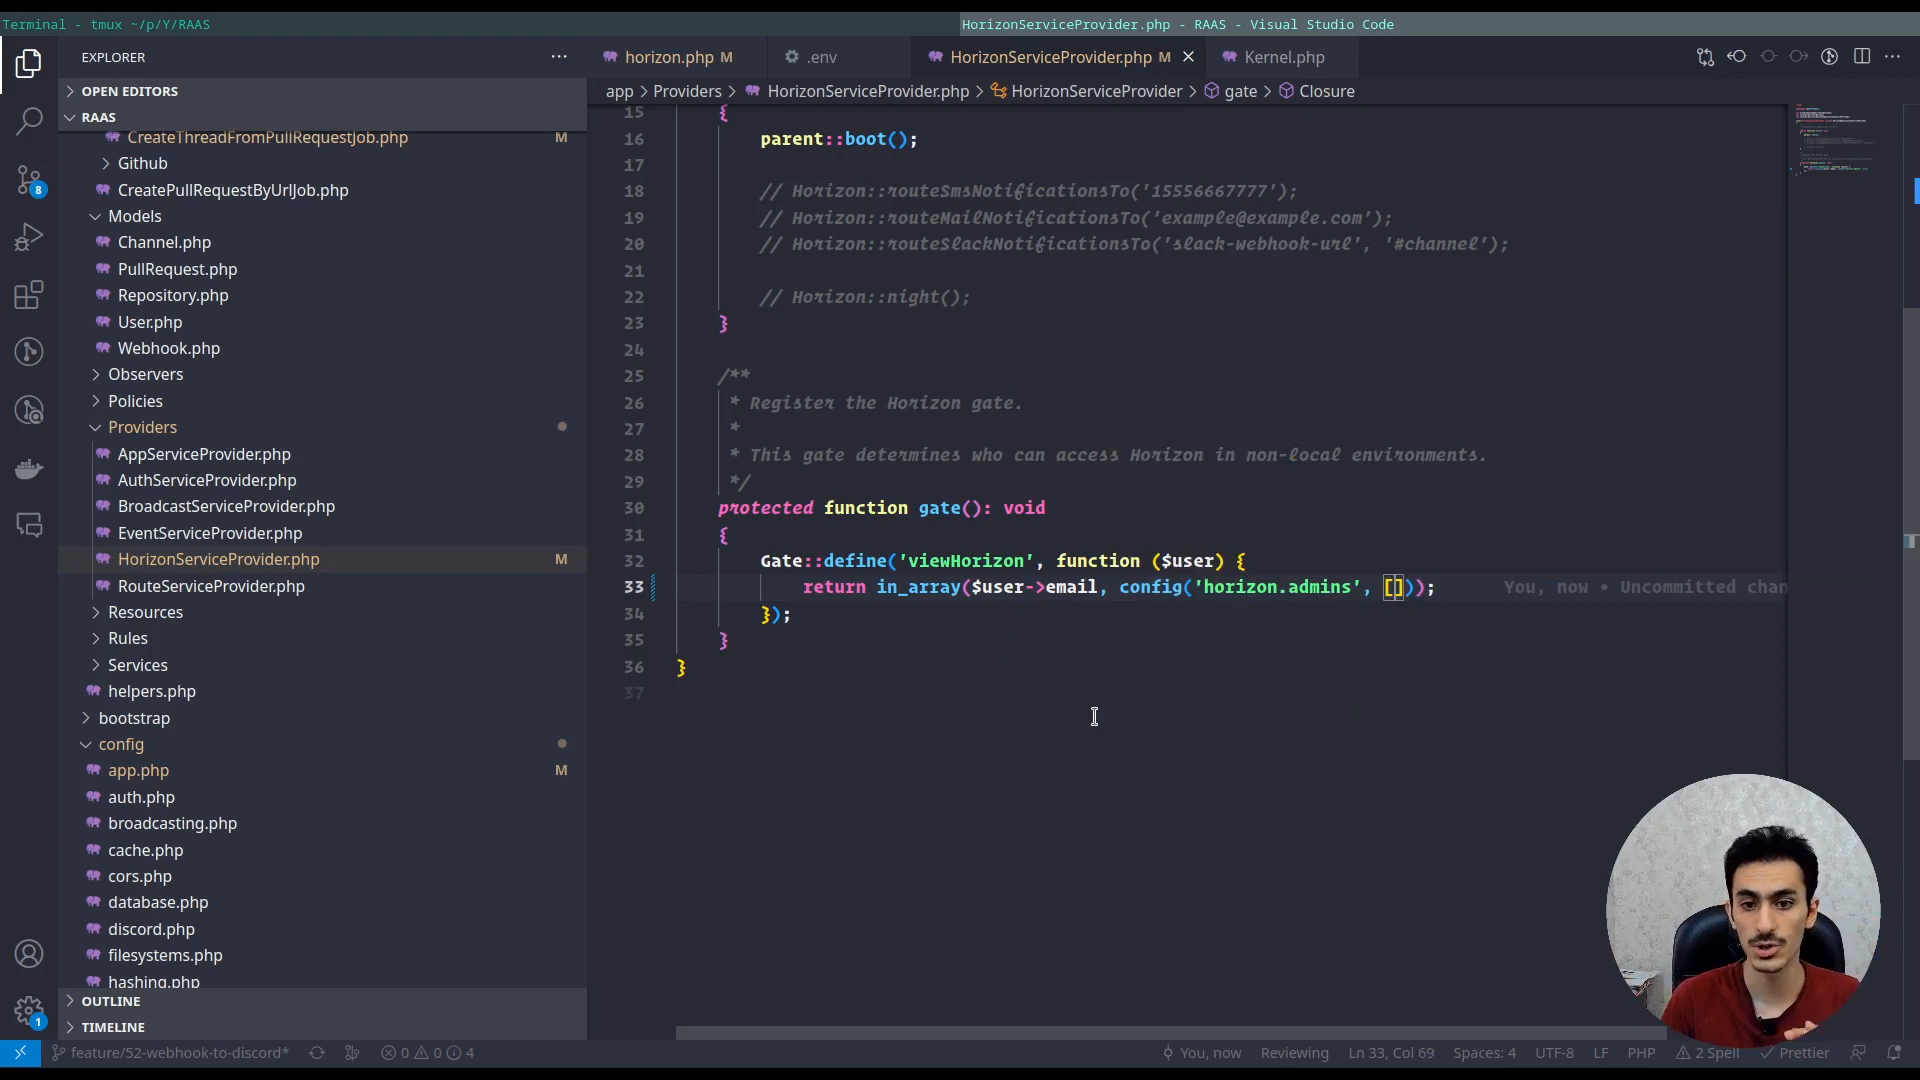 Terminal - tmux ~/p/Y/RAAS
HorizonServiceProvider.php - RAAS - Visual Studio Code
EXPLORER
horizon.php M
.env
HorizonServiceProvider.php M
Kernel.php
OPEN EDITORS
app > Providers > HorizonServiceProvider.php > HorizonServiceProvider > gate > Closure
RAAS
CreateThreadFromPullRequestJob.php M
Github
CreatePullRequestByUrlJob.php
8
Models
Channel.php
PullRequest.php
Repository.php
User.php
Webhook.php
Observers
Policies
Providers
AppServiceProvider.php
AuthServiceProvider.php
BroadcastServiceProvider.php
EventServiceProvider.php
HorizonServiceProvider.php M
RouteServiceProvider.php
Resources
Rules
Services
helpers.php
bootstrap
config
app.php M
auth.php
broadcasting.php
cache.php
cors.php
database.php
discord.php
filesystems.php
hashing.php
OUTLINE
TIMELINE
1
15 {
16 parent::boot();
17
18 // Horizon::routeSmsNotificationsTo('15556667777');
19 // Horizon::routeMailNotificationsTo('example@example.com');
20 // Horizon::routeSlackNotificationsTo('slack-webhook-url', '#channel');
21
22 // Horizon::night();
23 }
24
25 /**
26 * Register the Horizon gate.
27 *
28 * This gate determines who can access Horizon in non-local environments.
29 */
30 protected function gate(): void
31 {
32 Gate::define('viewHorizon', function ($user) {
33 return in_array($user->email, config('horizon.admins', [])); You, now • Uncommitted chan
34 });
35 }
36 }
37
feature/52-webhook-to-discord* 0 0 4 You, now Reviewing Ln 33, Col 69 Spaces: 4 UTF-8 LF PHP 2 Spell Prettier